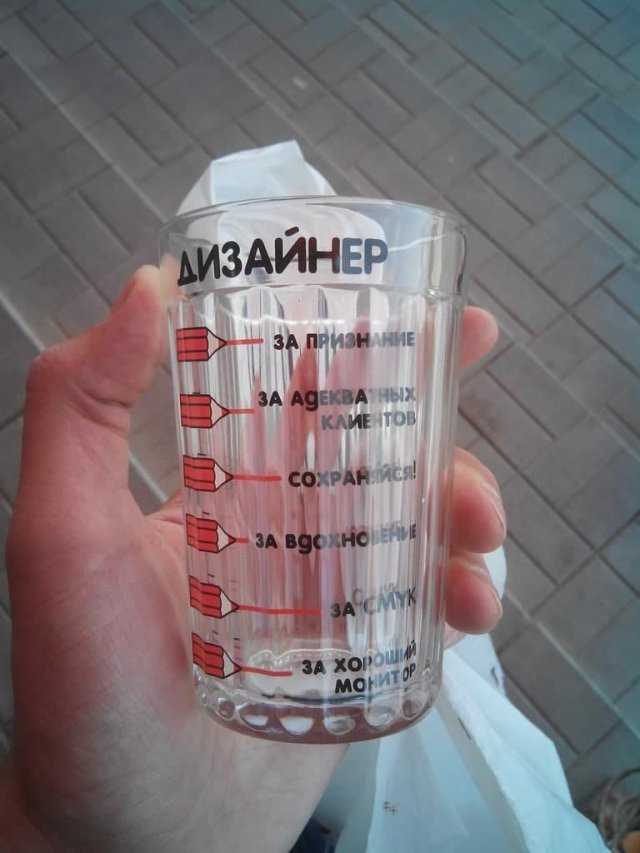 ДИЗАЙНЕР
ЗА ПРИЗНАНИЕ
ЗА АДЕКВАТНЫХ
КЛИЕНТОВ
СОХРАНЯЙСЯ!
ЗА ВДОХНОВЕНИЕ
ЗА CMYK
ЗА ХОРОШИЙ
МОНИТОР